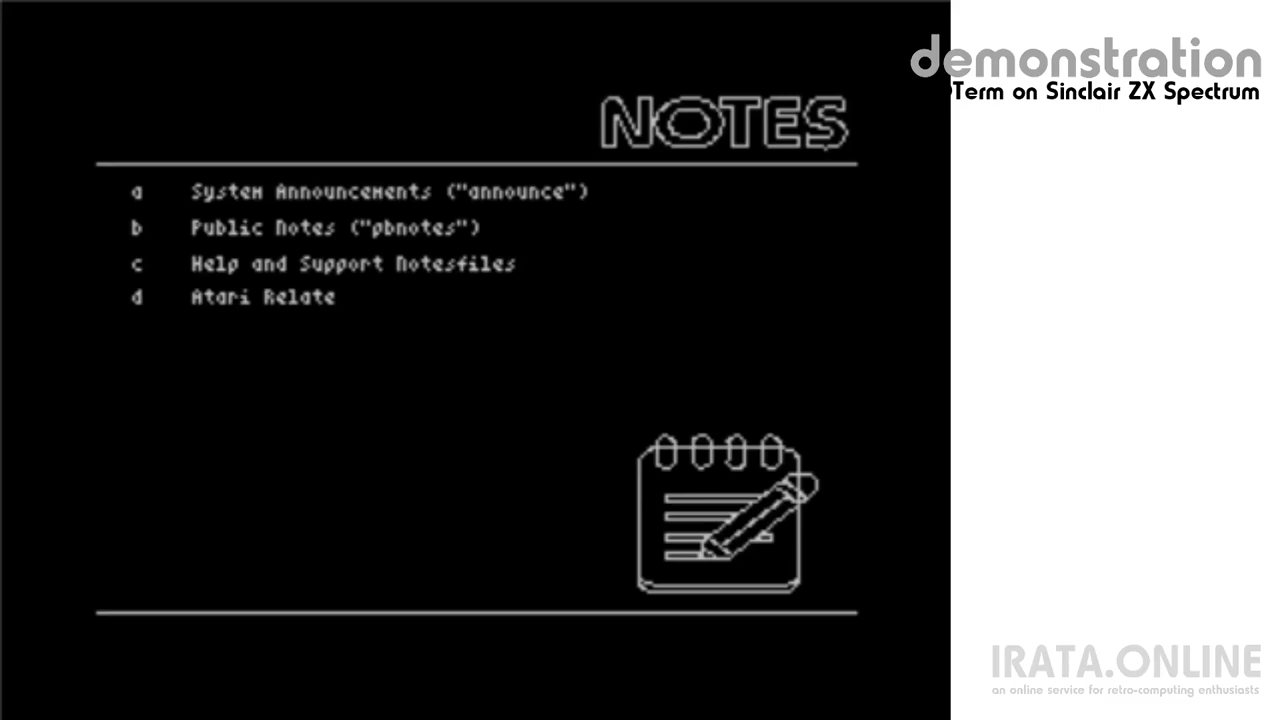 demonstration
Term on Sinclair ZX Spectrum
NOTES
a System Announcements ("announce")
b Public Notes ("pbnotes")
c Help and Support Notesfiles
d Atari Relate
IRATA.ONLINE
an online service for retro-computing enthusiasts